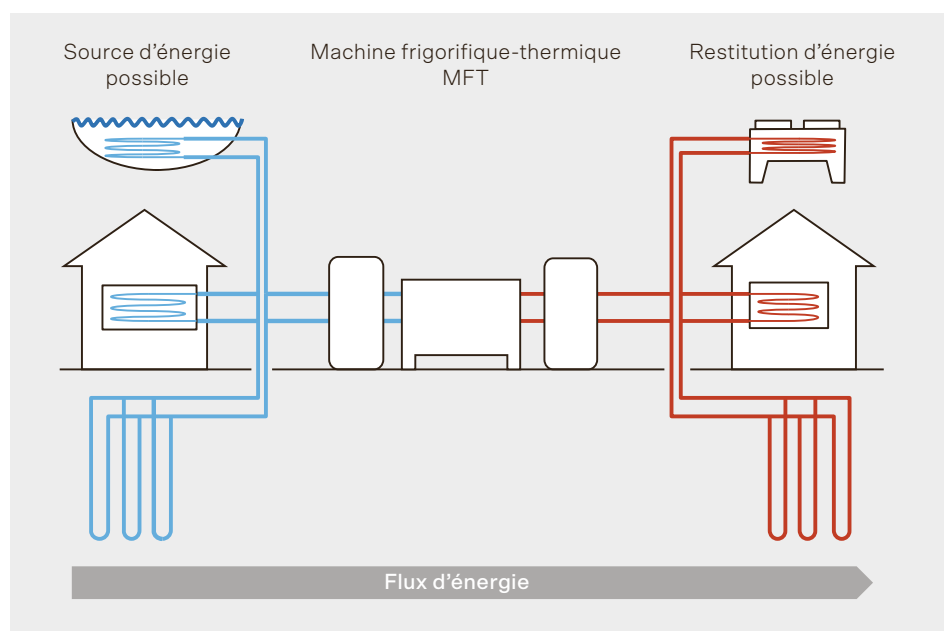 Source d’énergie
possible
Machine frigorifique-thermique
MFT
Restitution d’énergie
possible
Flux d’énergie